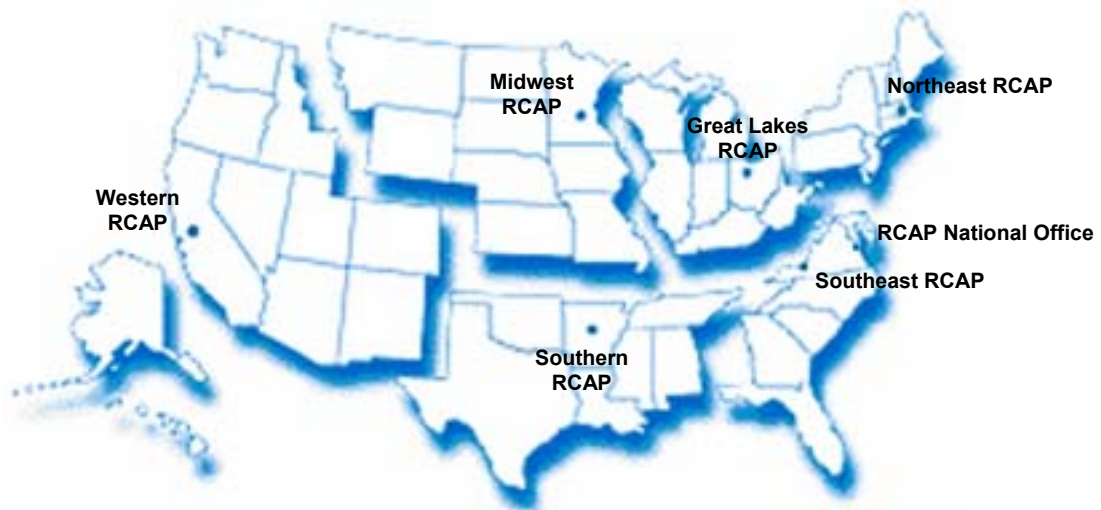 Midwest
RCAP
Northeast RCAP
Great Lakes
RCAP
Western
RCAP
RCAP National Office
Southeast RCAP
Southern
RCAP